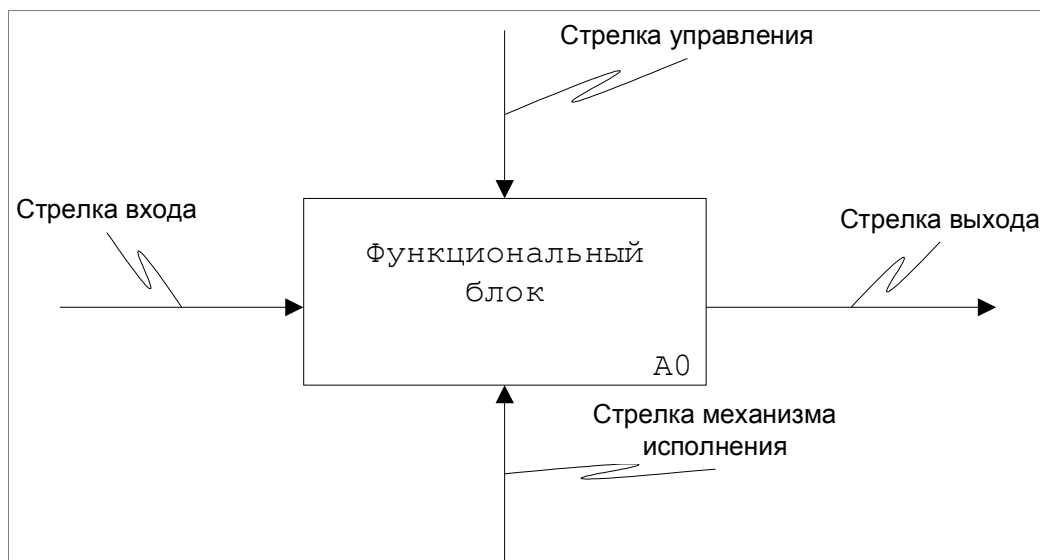 Стрелка управления
Стрелка входа
Стрелка выхода
Функциональный
блок
A0
Стрелка механизма
исполнения